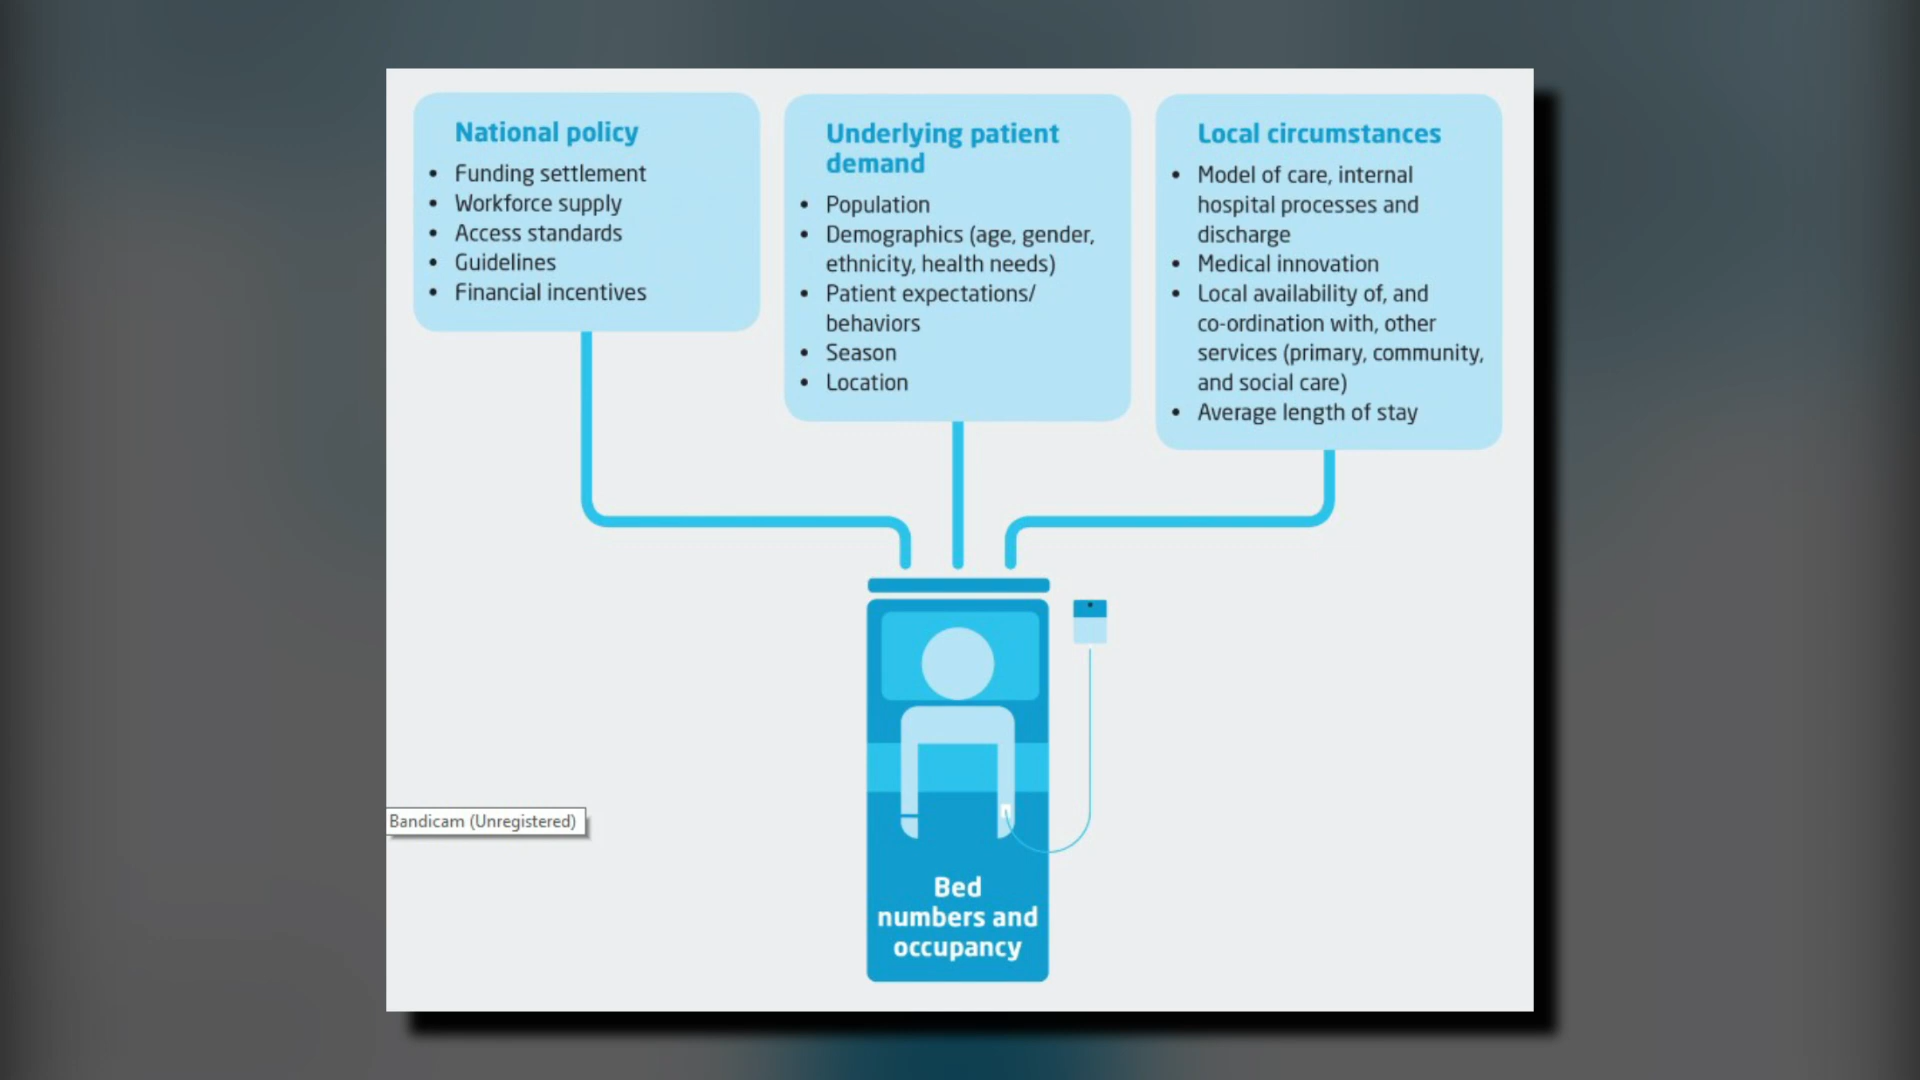 National policy
• Funding settlement
• Workforce supply
• Access standards
• Guidelines
• Financial incentives
Underlying patient
demand
• Population
• Demographics (age, gender,
ethnicity, health needs)
• Patient expectations/
behaviors
• Season
• Location
Local circumstances
• Model of care, internal
hospital processes and
discharge
• Medical innovation
• Local availability of, and
co-ordination with, other
services (primary, community,
and social care)
• Average length of stay
Bandicam (Unregistered)
Bed
numbers and
occupancy